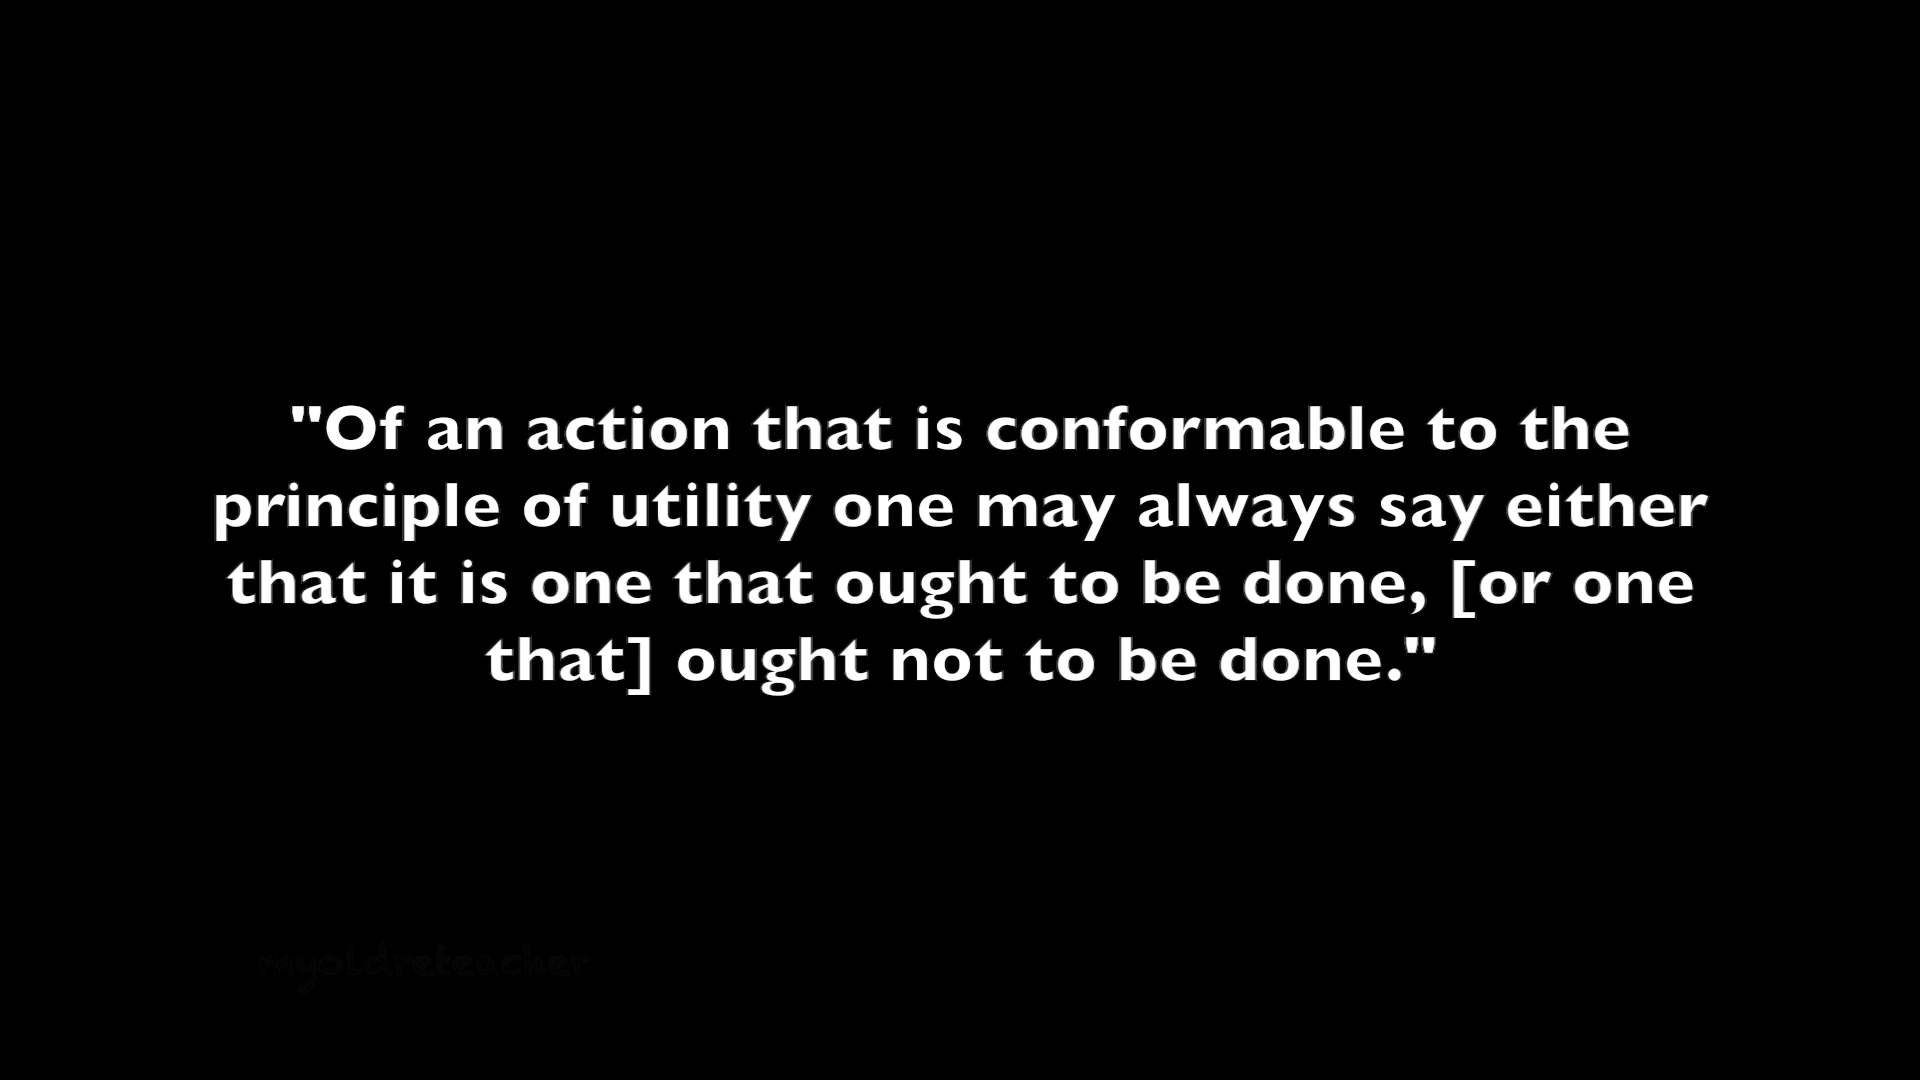 "Of an action that is conformable to the
principle of utility one may always say either
that it is one that ought to be done, [or one
that] ought not to be done."
myoldreteacher